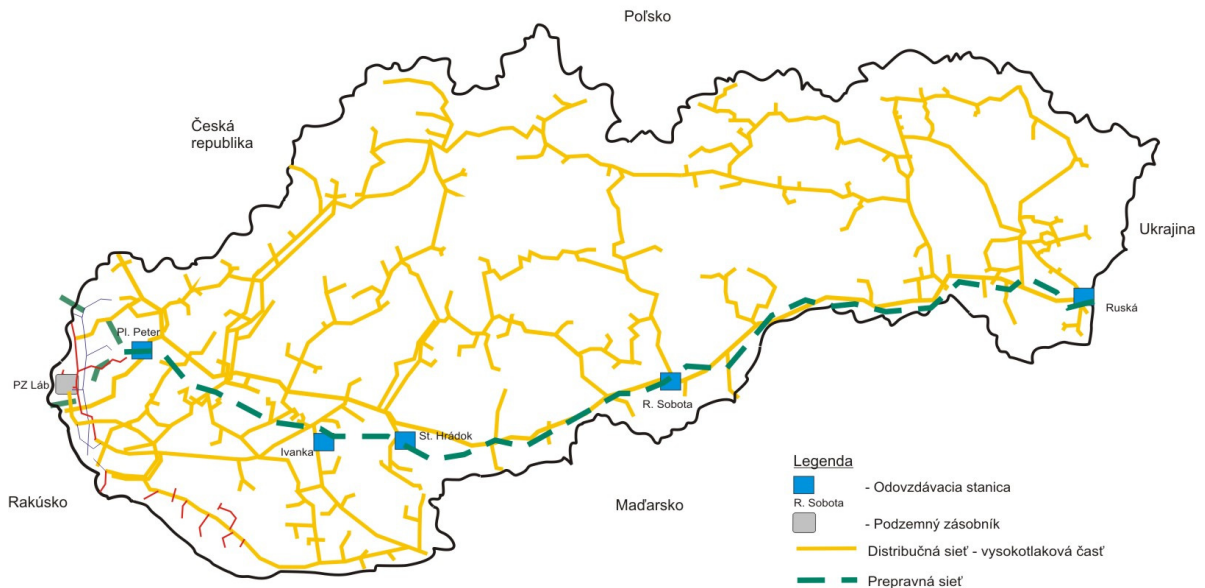 Poľsko
Česká
republika
Ukrajina
Ruská
Pl. Peter
PZ Láb
R. Sobota
St. Hrádok
Ivanka
Rakúsko
Maďarsko
Legenda
- Odovzdávacia stanica
R. Sobota
- Podzemný zásobník
Distribučná sieť - vysokotlaková časť
Prepravná sieť